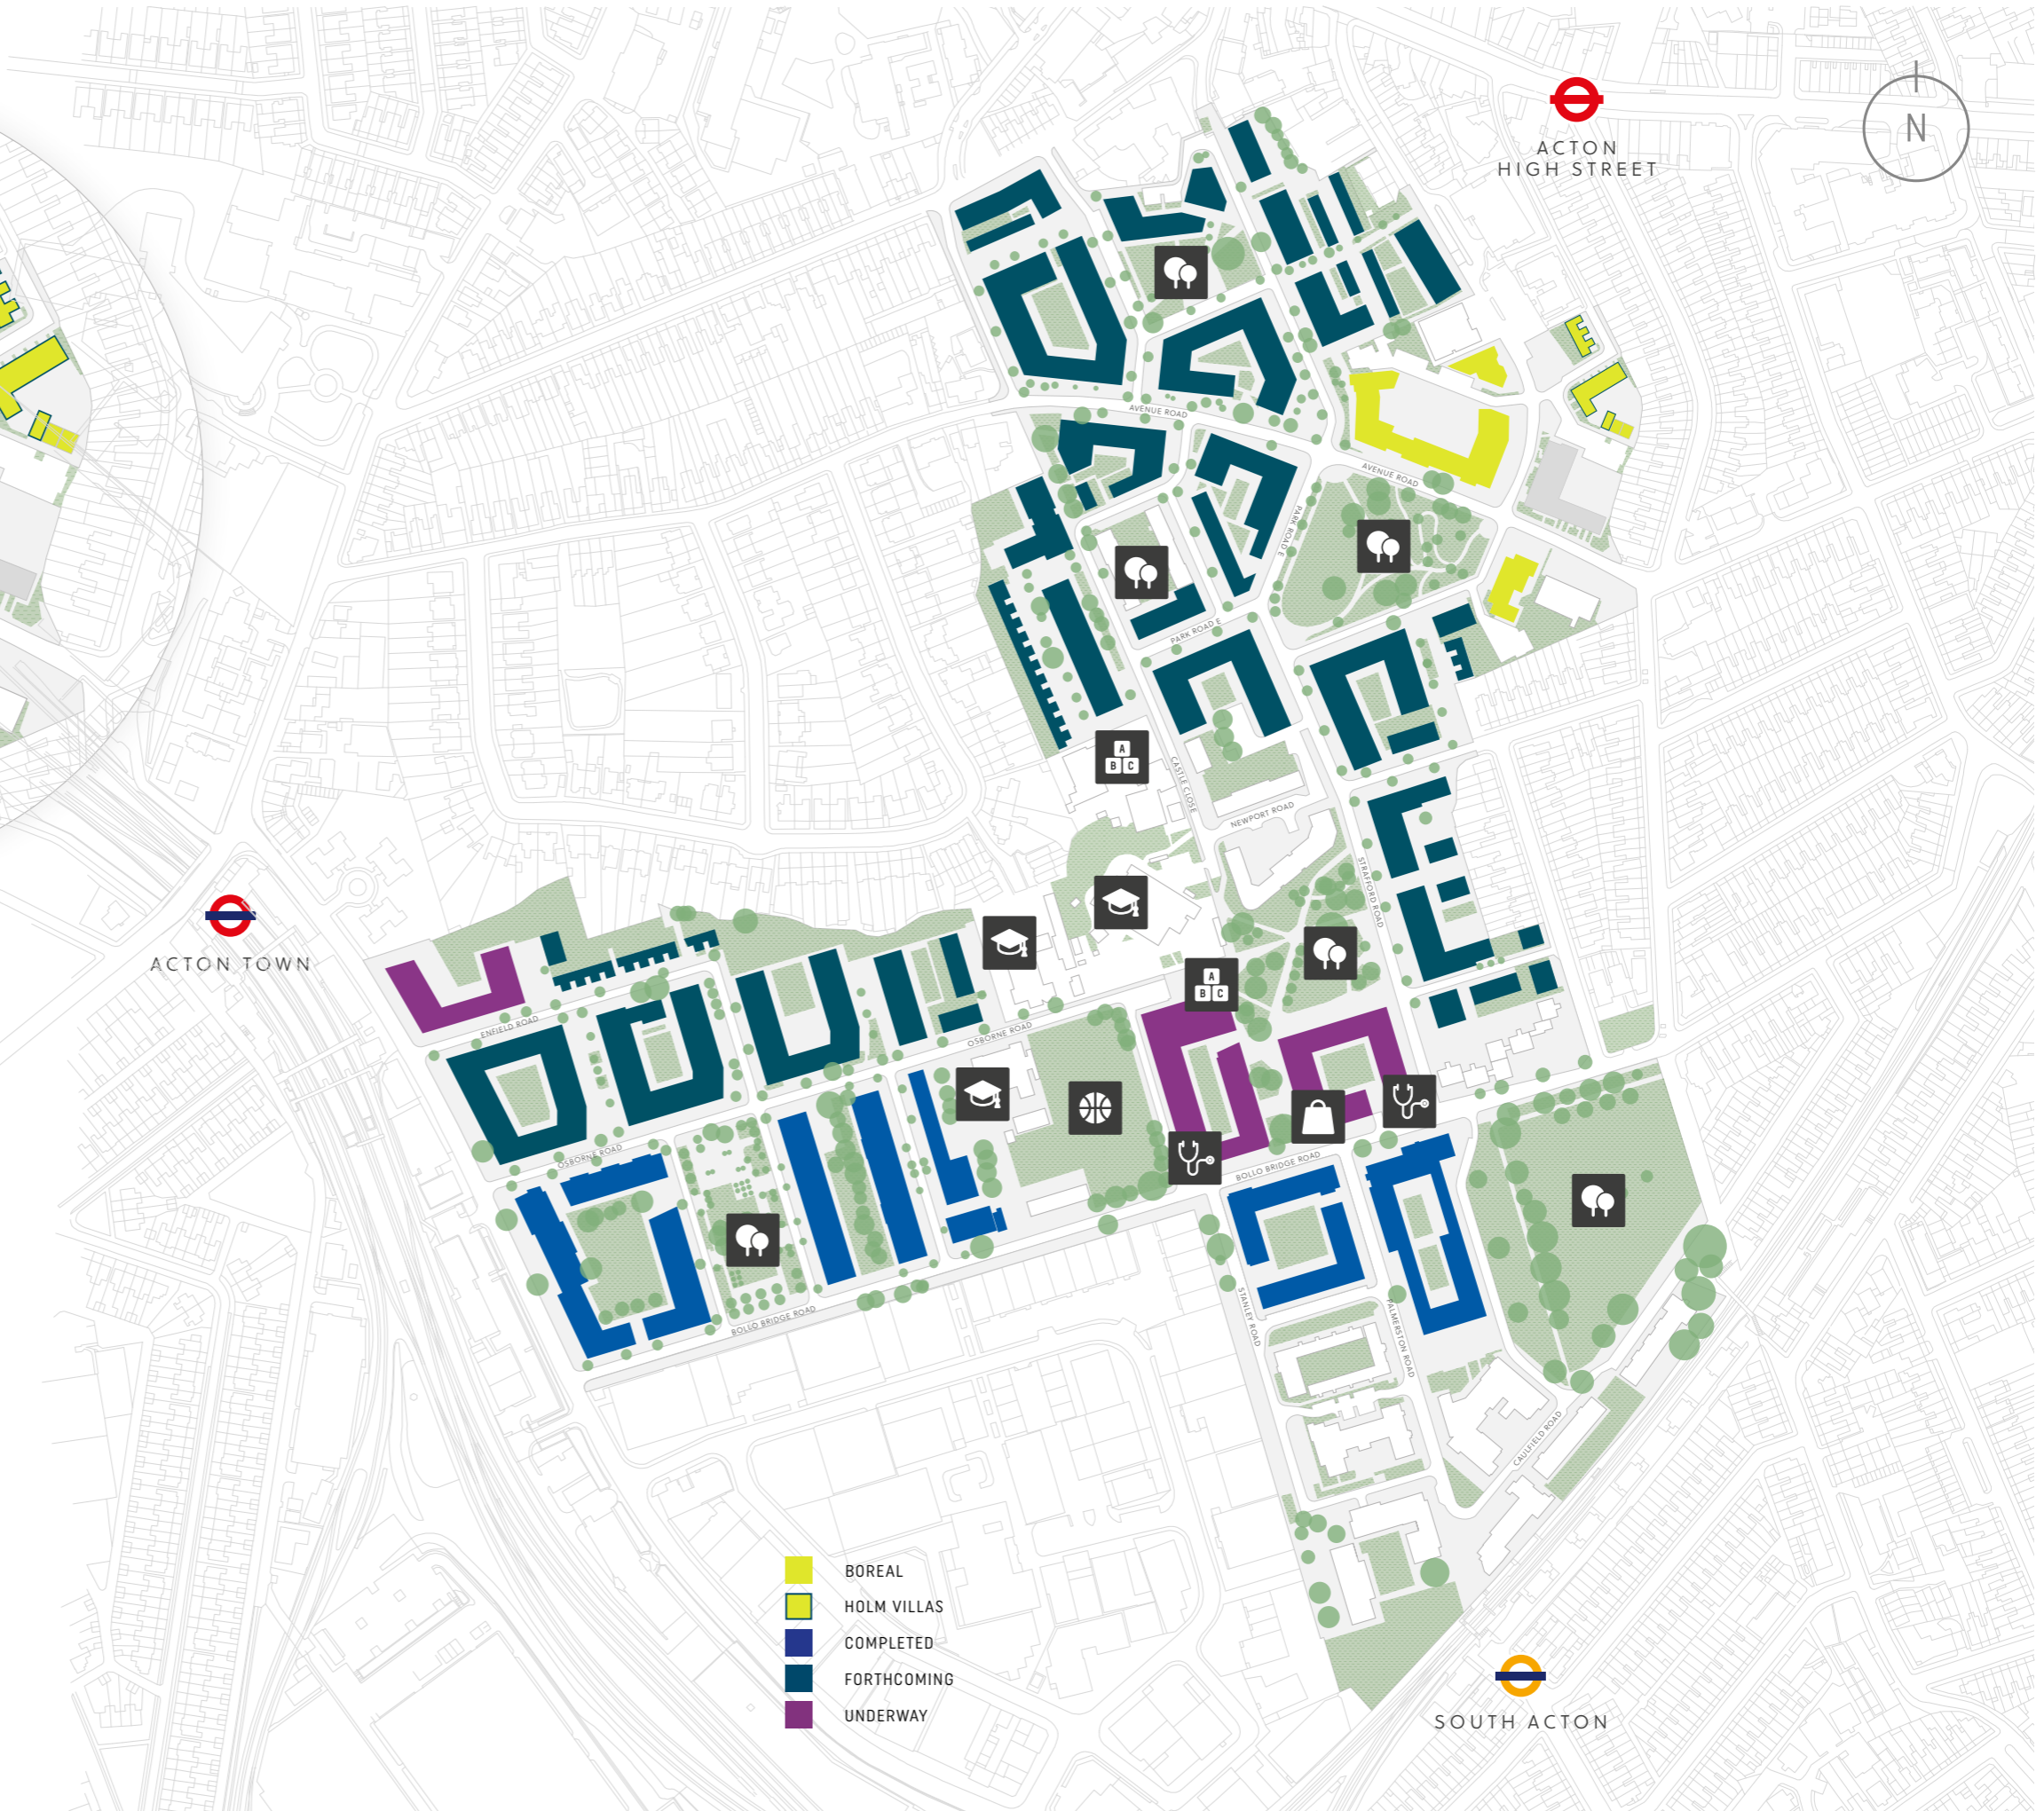 ACTON
HIGH STREET
N
AVENUE ROAD
AVENUE ROAD
PARK ROAD E
PARK ROAD E
A
B C
CASTLE CLOSE
NEWPORT ROAD
STRAFFORD ROAD
ACTON TOWN
A
B C
ENFIELD ROAD
OSBORNE ROAD
OSBORNE ROAD
BOLLO BRIDGE ROAD
BOLLO BRIDGE ROAD
STANLEY ROAD
PALMERSTON ROAD
CAULFIELD ROAD
BOREAL
HOLM VILLAS
COMPLETED
FORTHCOMING
UNDERWAY
SOUTH ACTON